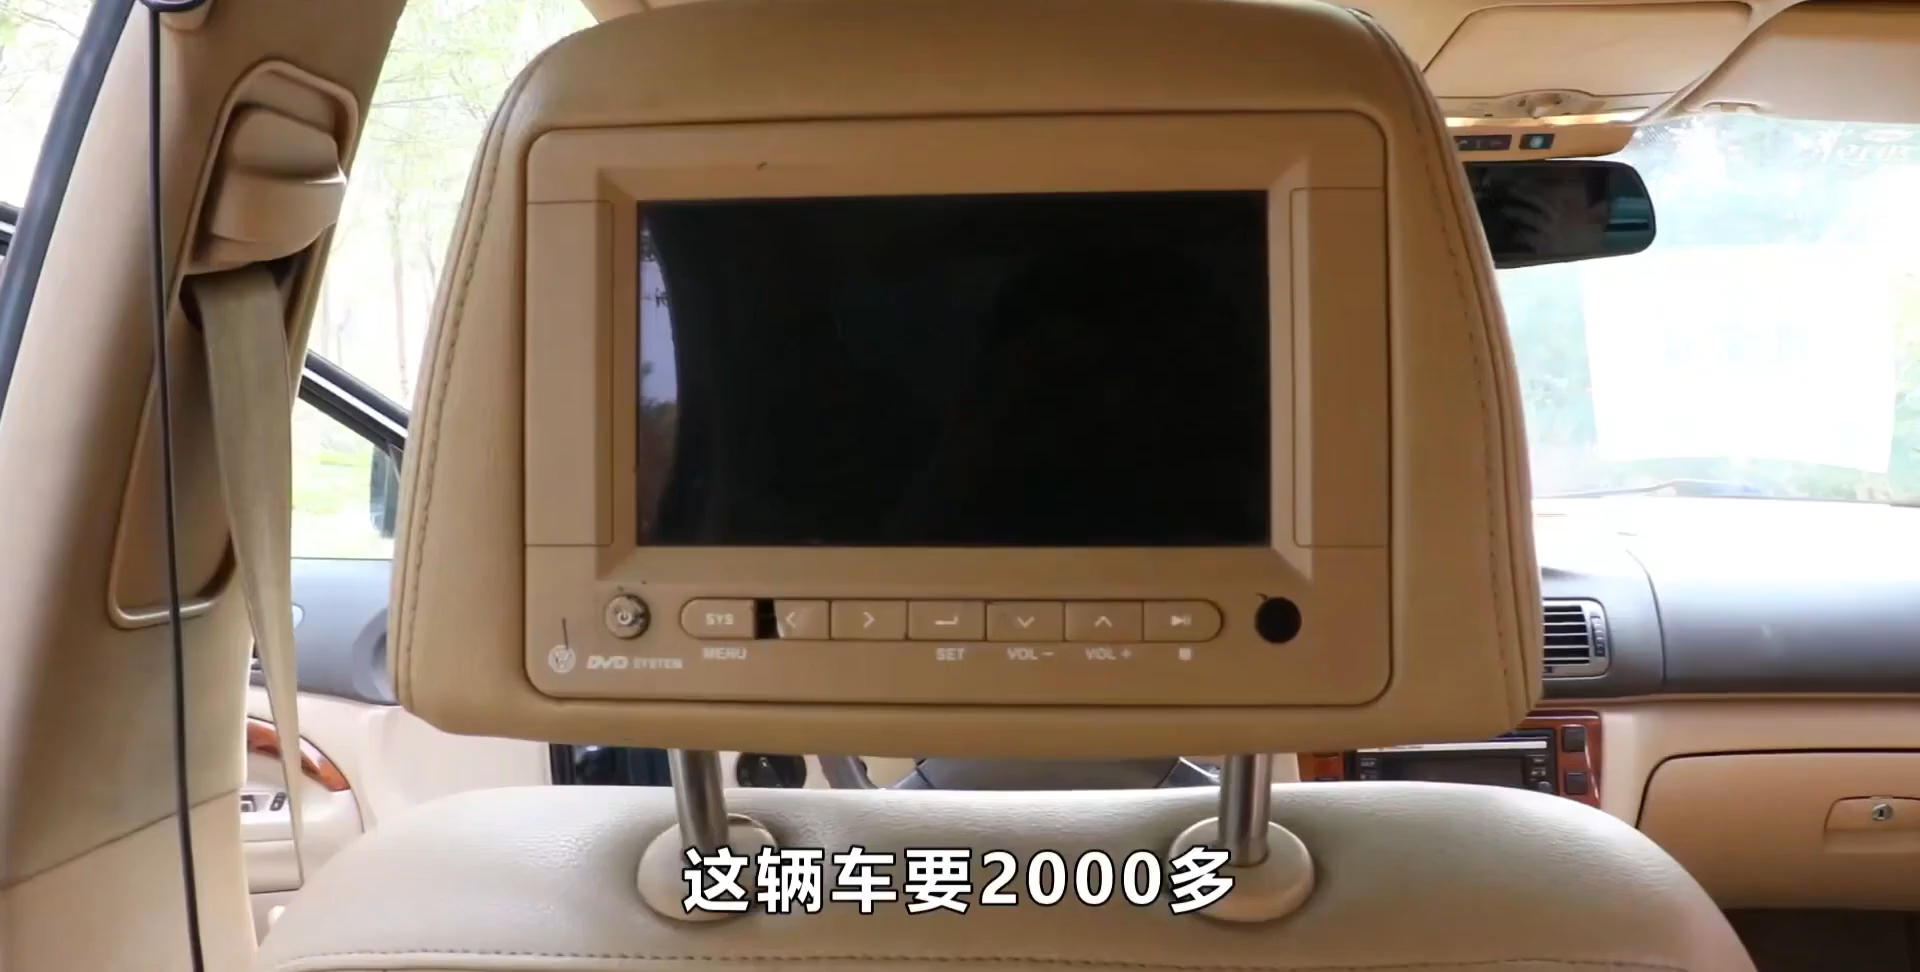 SYS
MENU
SET
VOL −
VOL +
DVD SYSTEM
这辆车要2000多